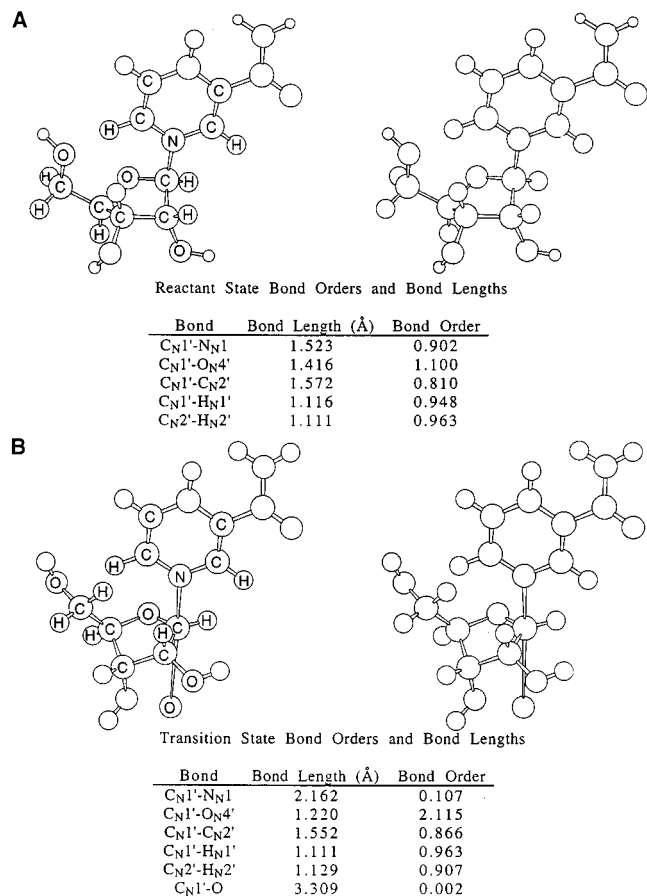 A
C C C C N C H H
O H H C H O C H C C H C H O
Reactant State Bond Orders and Bond Lengths
Bond Bond Length (Å) Bond Order
CN1'-NN1 1.523 0.902
CN1'-ON4' 1.416 1.100
CN1'-CN2' 1.572 0.810
CN1'-HN1' 1.116 0.948
CN2'-HN2' 1.111 0.963
B
C C C C N H H
O C H H O H C H H C C O O
Transition State Bond Orders and Bond Lengths
Bond Bond Length (Å) Bond Order
CN1'-NN1 2.162 0.107
CN1'-ON4' 1.220 2.115
CN1'-CN2' 1.552 0.866
CN1'-HN1' 1.111 0.963
CN2'-HN2' 1.129 0.907
CN1'-O 3.309 0.002